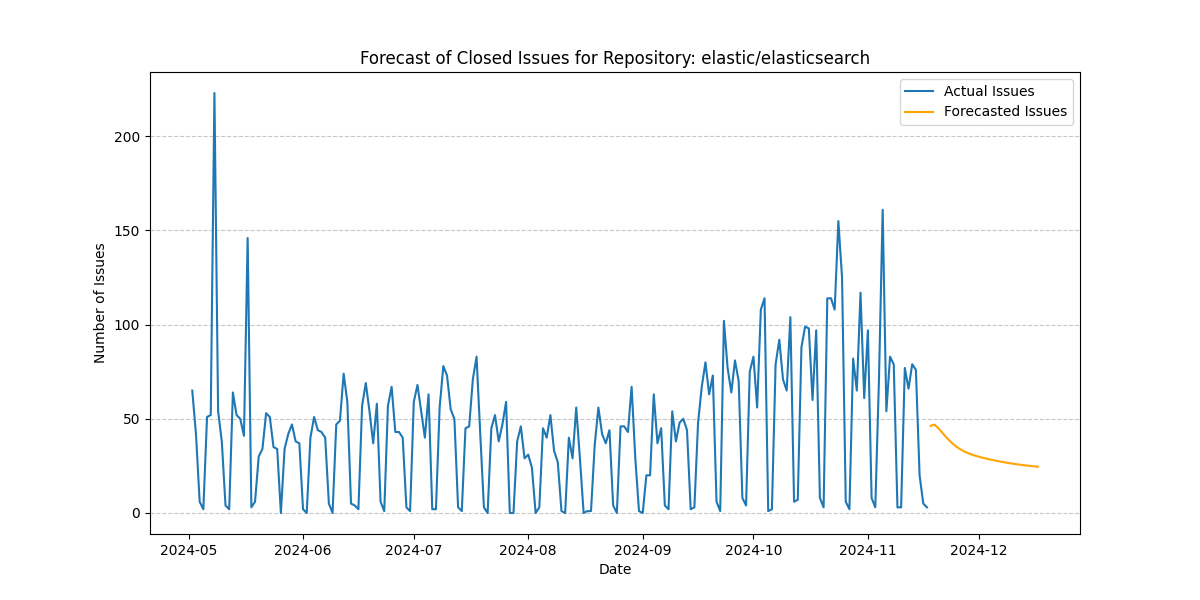 Forecast of Closed Issues for Repository: elastic/elasticsearch
Actual Issues
Forecasted Issues
Number of Issues
200
150
100
50
0
2024-05 2024-06 2024-07 2024-08 2024-09 2024-10 2024-11 2024-12
Date